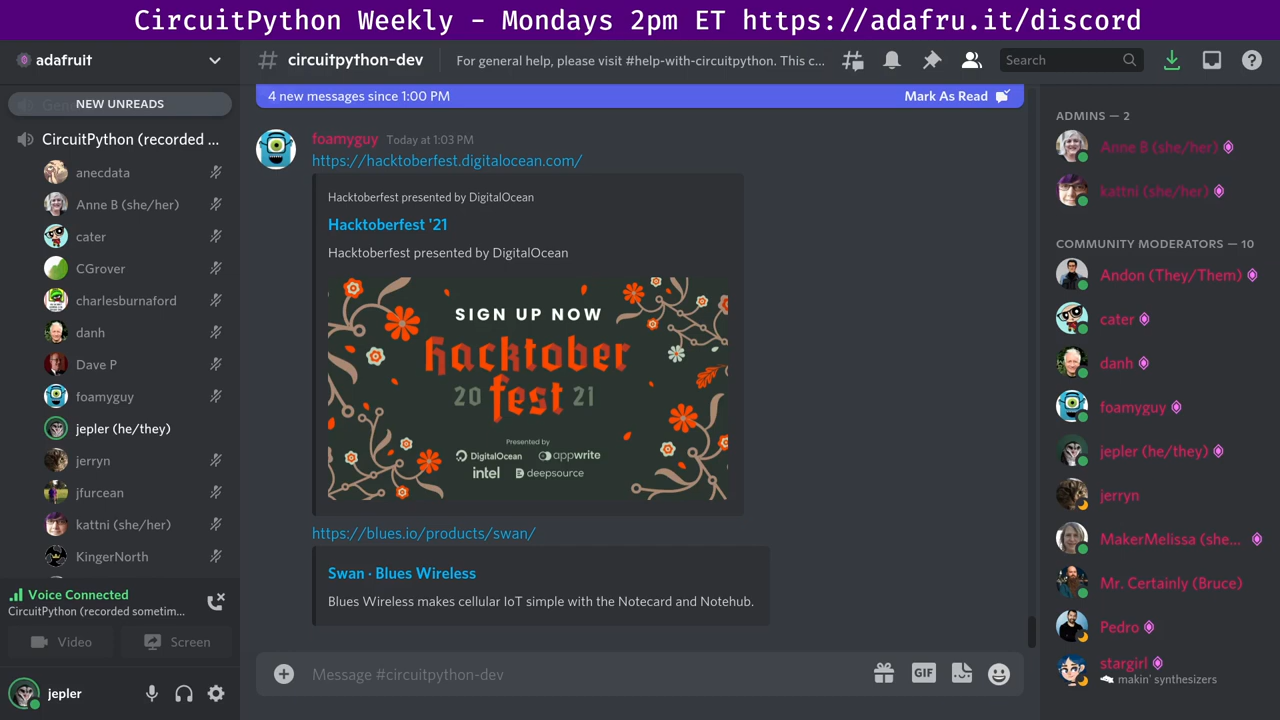 CircuitPython Weekly - Mondays 2pm ET https://adafru.it/discord
adafruit
NEW UNREADS
CircuitPython (recorded ...
anecdata
Anne B (she/her)
cater
CGrover
charlesburnaford
danh
Dave P
foamyguy
jepler (he/they)
jerryn
jfurcean
kattni (she/her)
KingerNorth
Voice Connected
CircuitPython (recorded sometim...
Video
Screen
jepler
# circuitpython-dev
For general help, please visit #help-with-circuitpython. This c...
Search
4 new messages since 1:00 PM
Mark As Read
foamyguy Today at 1:03 PM
https://hacktoberfest.digitalocean.com/
Hacktoberfest presented by DigitalOcean
Hacktoberfest '21
Hacktoberfest presented by DigitalOcean
SIGN UP NOW
hacktober
20 fest 21
Presented by
DigitalOcean appwrite
intel deepsource
https://blues.io/products/swan/
Swan · Blues Wireless
Blues Wireless makes cellular IoT simple with the Notecard and Notehub.
Message #circuitpython-dev
GIF
ADMINS — 2
Anne B (she/her)
kattni (she/her)
COMMUNITY MODERATORS — 10
Andon (They/Them)
cater
danh
foamyguy
jepler (he/they)
jerryn
MakerMelissa (she...
Mr. Certainly (Bruce)
Pedro
stargirl
makin' synthesizers